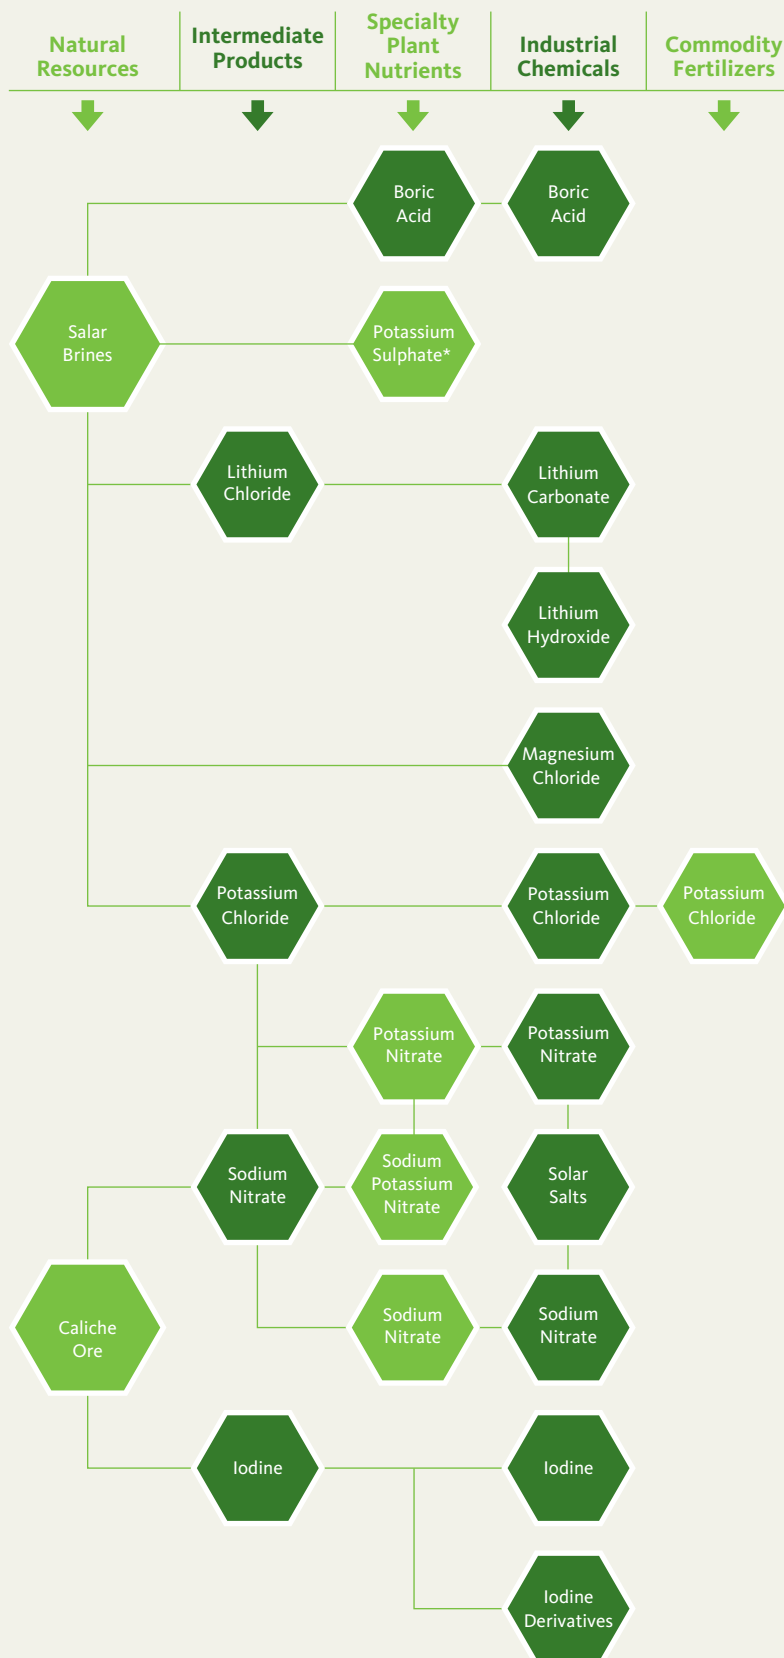 Natural
Resources
Intermediate
Products
Specialty
Plant
Nutrients
Industrial
Chemicals
Commodity
Fertilizers
Boric
Acid
Boric
Acid
Salar
Brines
Potassium
Sulphate*
Lithium
Chloride
Lithium
Carbonate
Lithium
Hydroxide
Magnesium
Chloride
Potassium
Chloride
Potassium
Chloride
Potassium
Chloride
Potassium
Nitrate
Potassium
Nitrate
Sodium
Nitrate
Sodium
Potassium
Nitrate
Solar
Salts
Caliche
Ore
Sodium
Nitrate
Sodium
Nitrate
Iodine
Iodine
Iodine
Derivatives